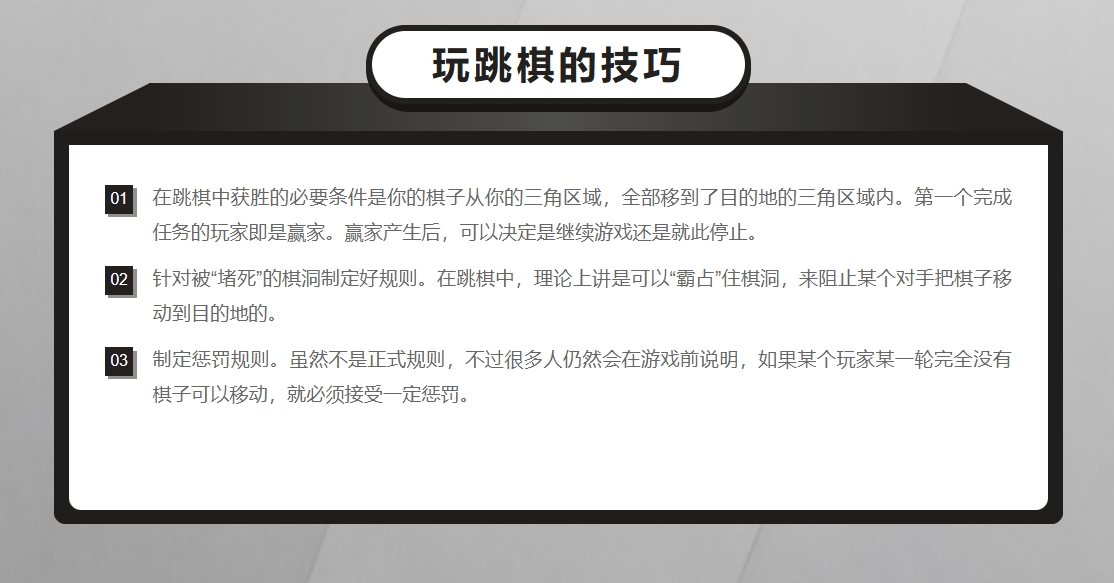 玩跳棋的技巧
01 在跳棋中获胜的必要条件是你的棋子从你的三角区域，全部移到了目的地的三角区域内。第一个完成
任务的玩家即是赢家。赢家产生后，可以决定是继续游戏还是就此停止。
02 针对被“堵死”的棋洞制定好规则。在跳棋中，理论上讲是可以“霸占”住棋洞，来阻止某个对手把棋子移
动到目的地的。
03 制定惩罚规则。虽然不是正式规则，不过很多人仍然会在游戏前说明，如果某个玩家某一轮完全没有
棋子可以移动，就必须接受一定惩罚。